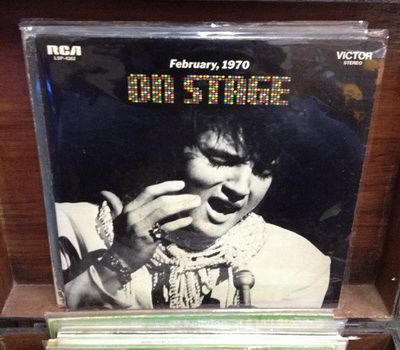 RCA
LSP-4362
February, 1970
ON STAGE
VICTOR
STEREO